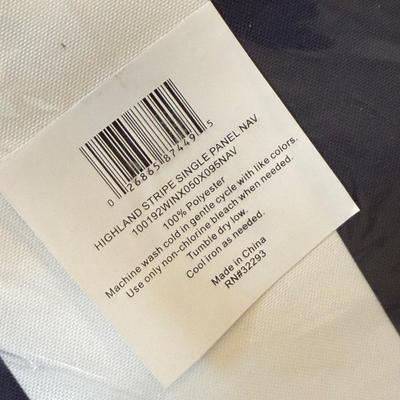 0 26865 87449 5
HIGHLAND STRIPE SINGLE PANEL NAV
100192WINX050X095NAV
100% Polyester
Machine wash cold in gentle cycle with like colors.
Use only non-chlorine bleach when needed.
Tumble dry low.
Cool iron as needed.
Made in China
RN#32293